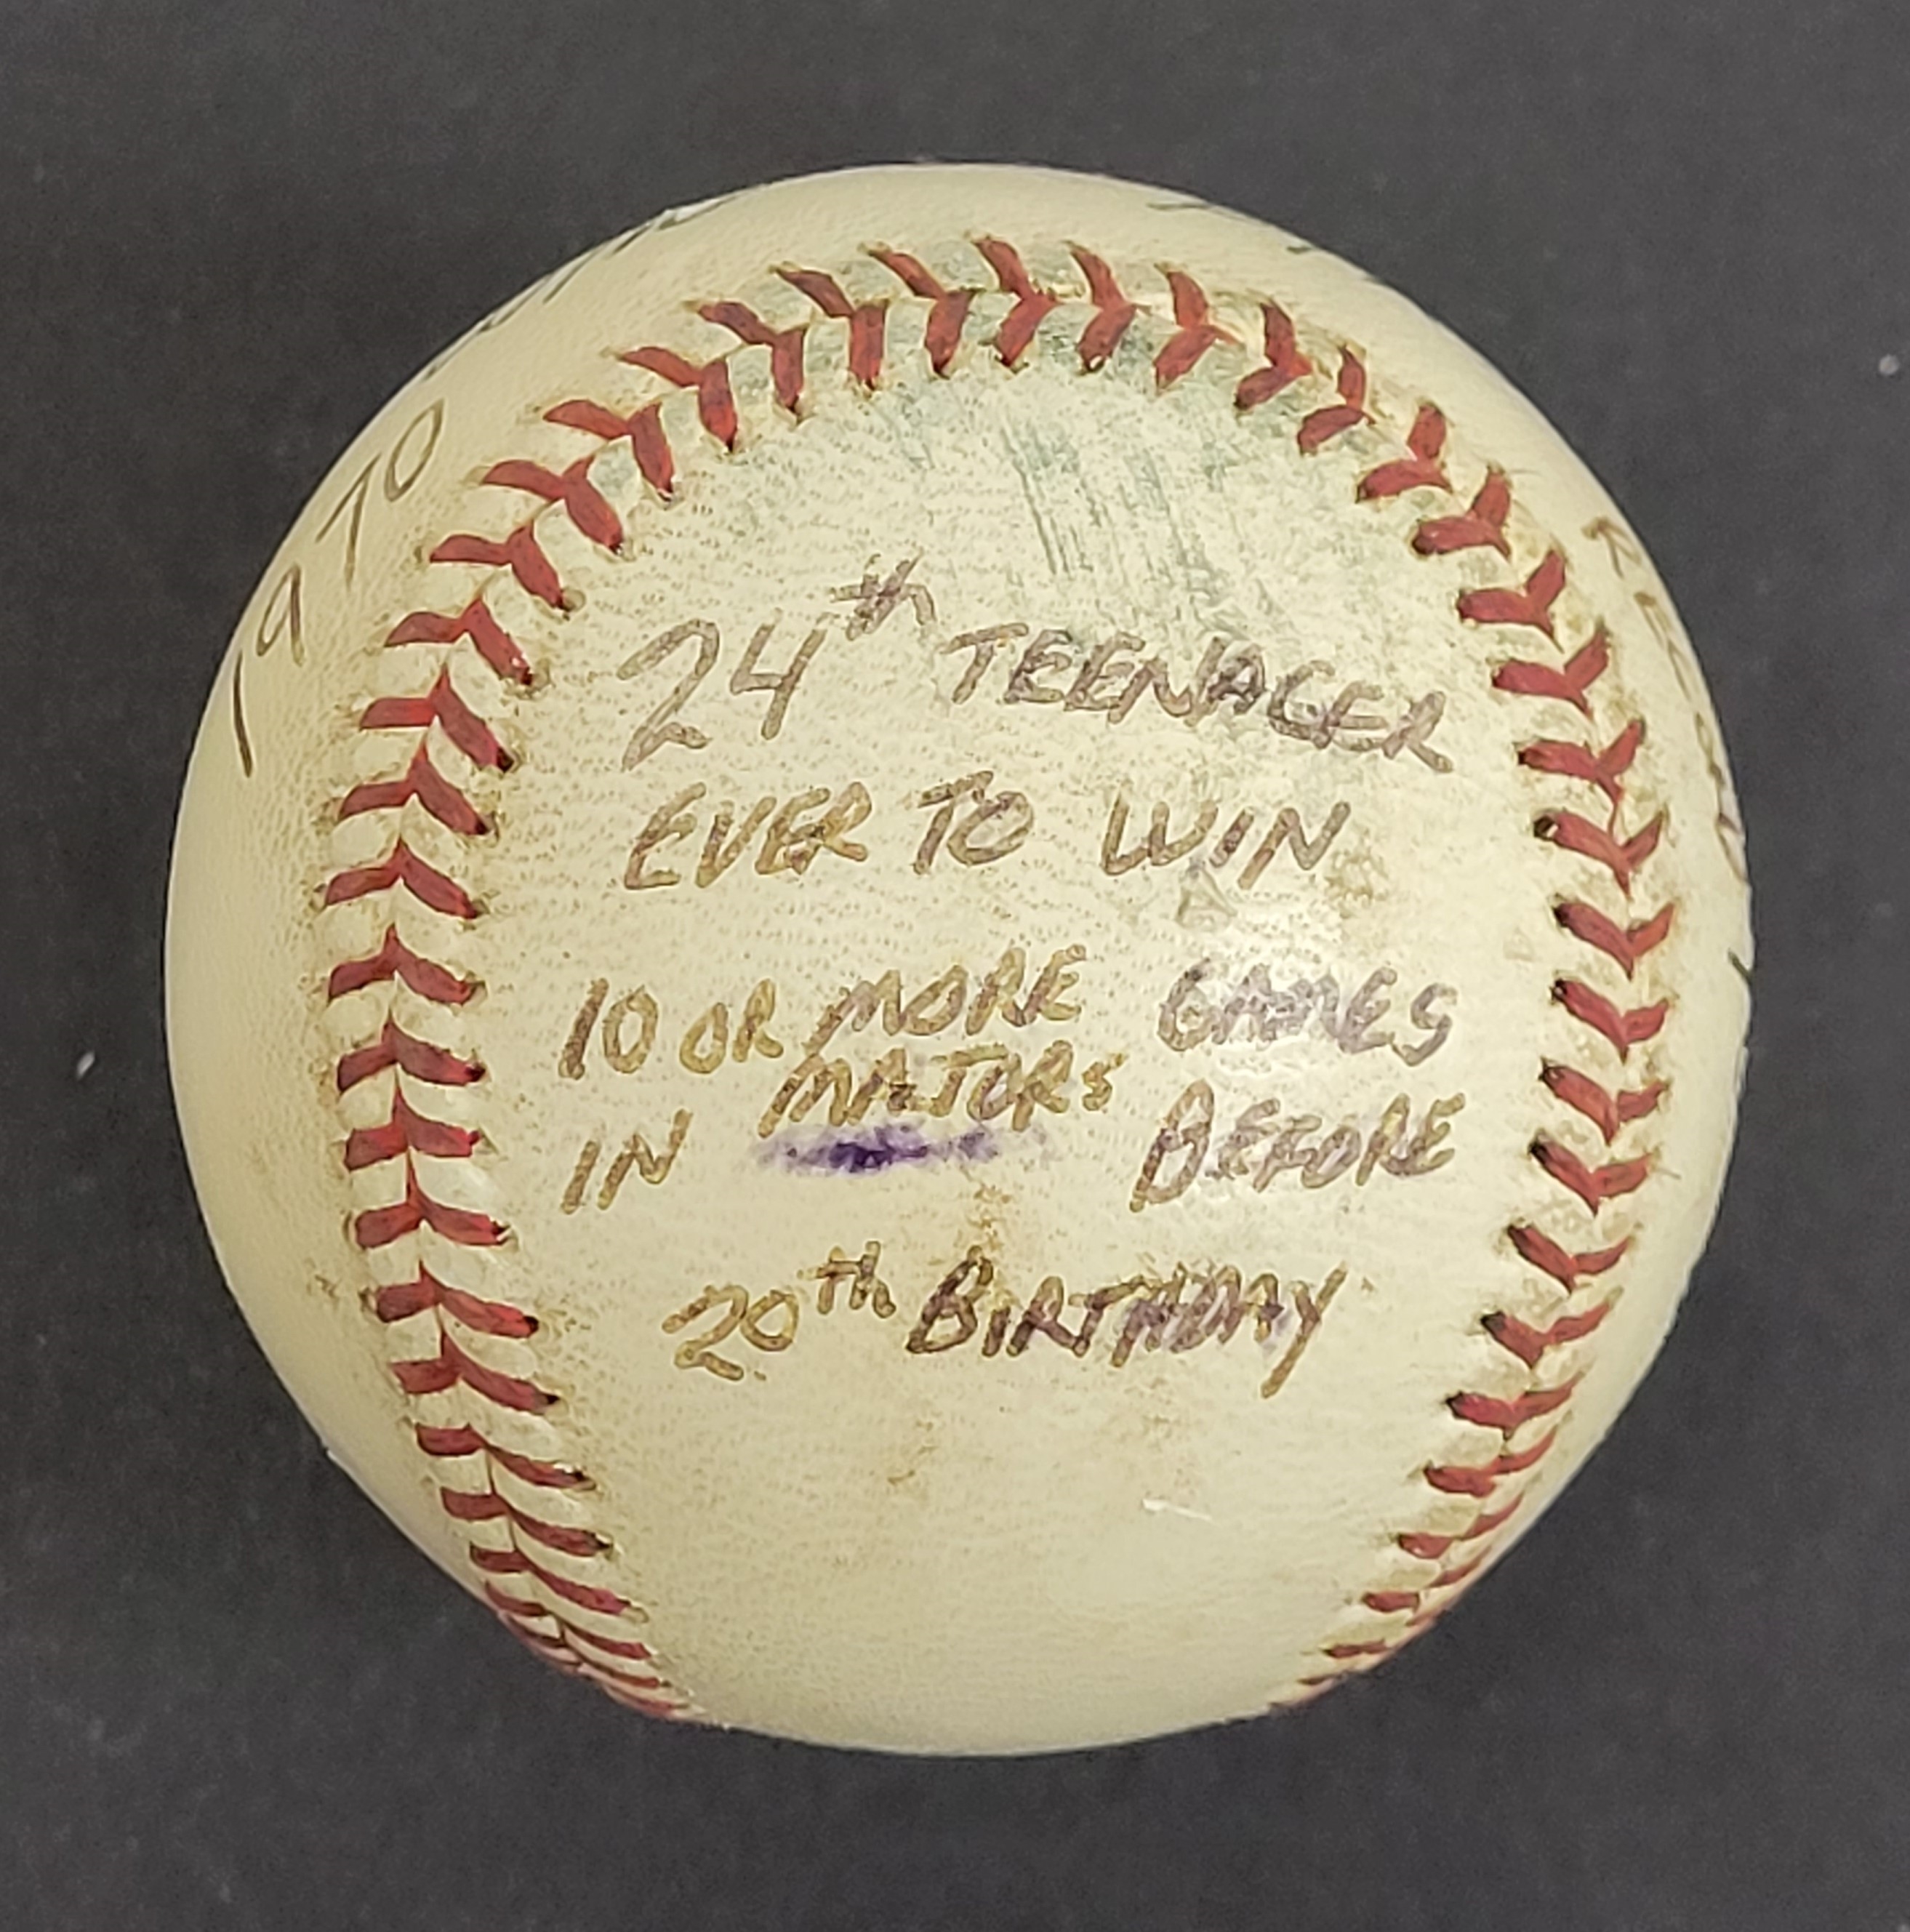 1970
24th TEENAGER
EVER TO WIN
10 OR MORE GAMES
IN MAJORS BEFORE
20th BIRTHDAY